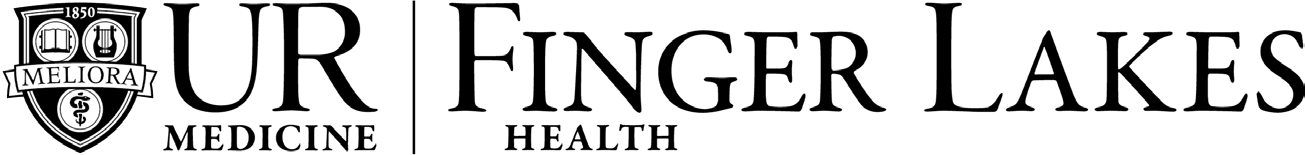 1850
MELIORA
UR
MEDICINE
FINGER LAKES
HEALTH